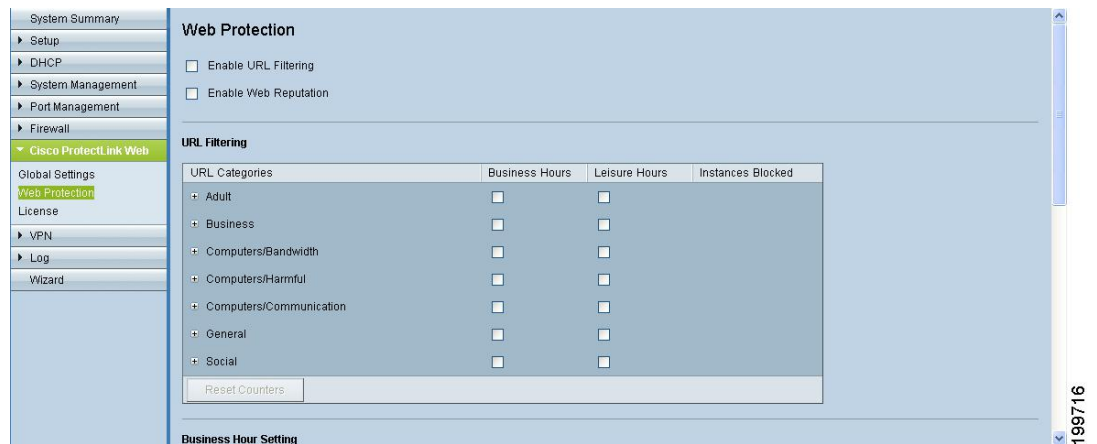 System Summary
Setup
DHCP
System Management
Port Management
Firewall
Cisco ProtectLink Web
Global Settings
Web Protection
License
VPN
Log
Wizard
Web Protection
Enable URL Filtering
Enable Web Reputation
URL Filtering
URL Categories Business Hours Leisure Hours Instances Blocked
Adult
Business
Computers/Bandwidth
Computers/Harmful
Computers/Communication
General
Social
Reset Counters
Business Hour Setting
199716